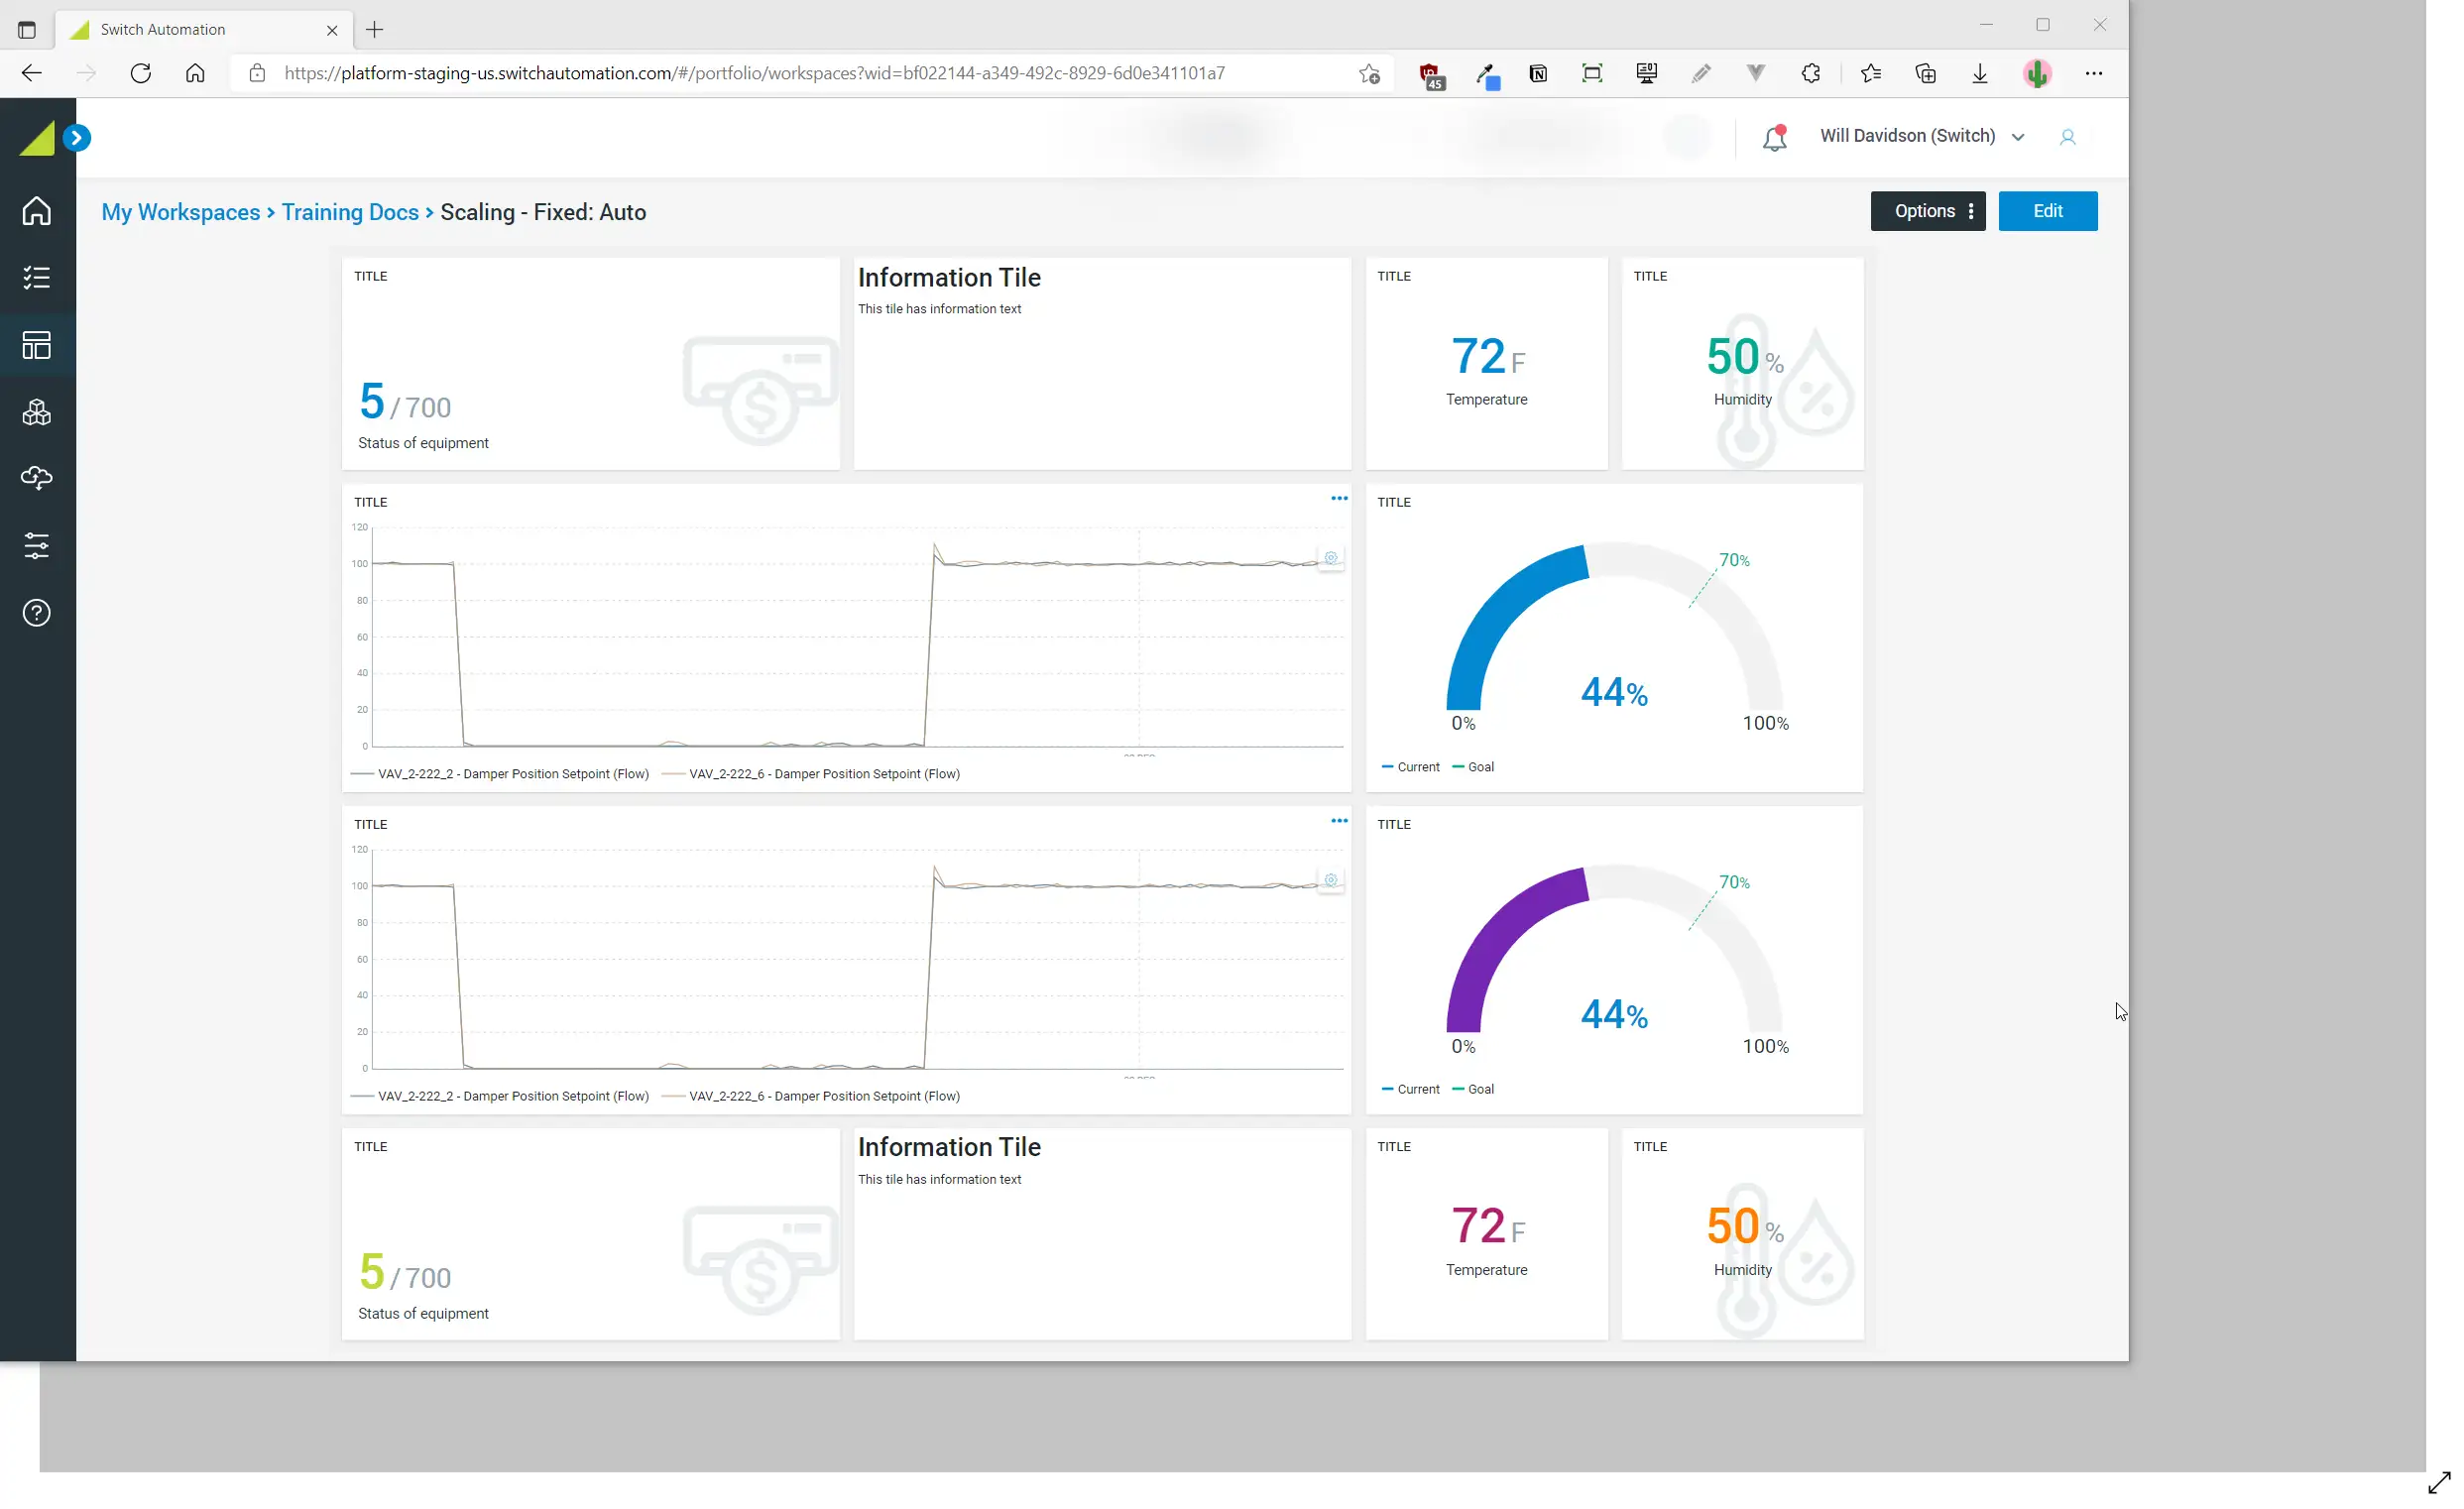 Switch Automation
https://platform-staging-us.switchautomation.com/#/portfolio/workspaces?wid=bf022144-a349-492c-8929-6d0e341101a7
45
Will Davidson (Switch)
My Workspaces > Training Docs > Scaling - Fixed: Auto
Options
Edit
TITLE
5 / 700
Status of equipment
Information Tile
This tile has information text
TITLE
72 F
Temperature
TITLE
50 %
Humidity
TITLE
120
100
80
60
40
20
0
VAV_2-222_2 - Damper Position Setpoint (Flow)
VAV_2-222_6 - Damper Position Setpoint (Flow)
TITLE
70%
44%
0%
100%
Current
Goal
TITLE
120
100
80
60
40
20
0
VAV_2-222_2 - Damper Position Setpoint (Flow)
VAV_2-222_6 - Damper Position Setpoint (Flow)
TITLE
70%
44%
0%
100%
Current
Goal
TITLE
5 / 700
Status of equipment
Information Tile
This tile has information text
TITLE
72 F
Temperature
TITLE
50 %
Humidity